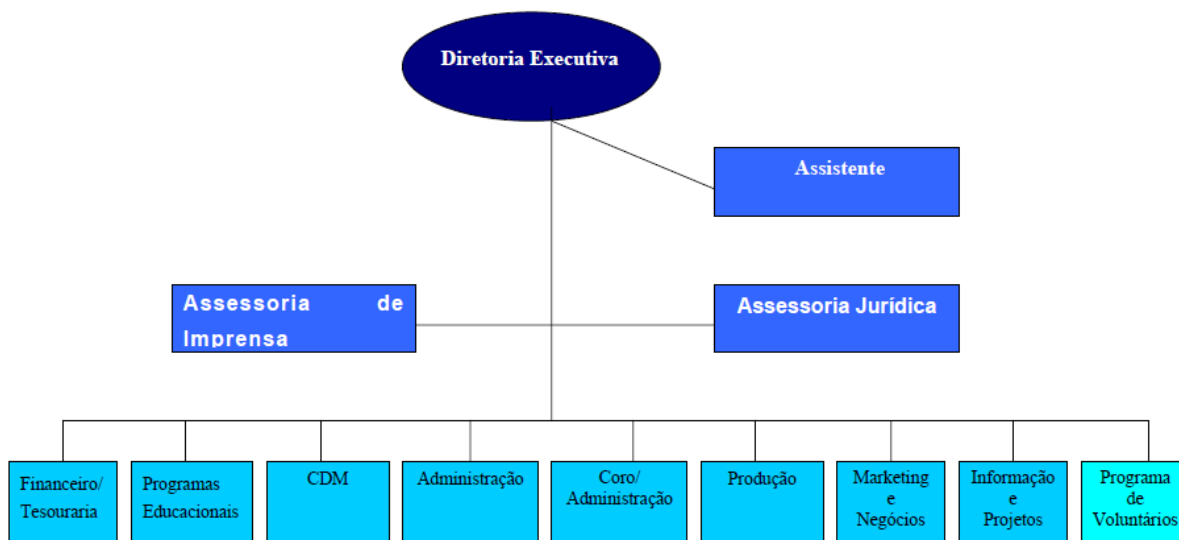 Diretoria Executiva
Assistente
Assessoria de
Imprensa
Assessoria Jurídica
Financeiro/
Tesouraria
Programas
Educacionais
CDM
Administração
Coro/
Administração
Produção
Marketing
e
Negócios
Informação
e
Projetos
Programa
de
Voluntários